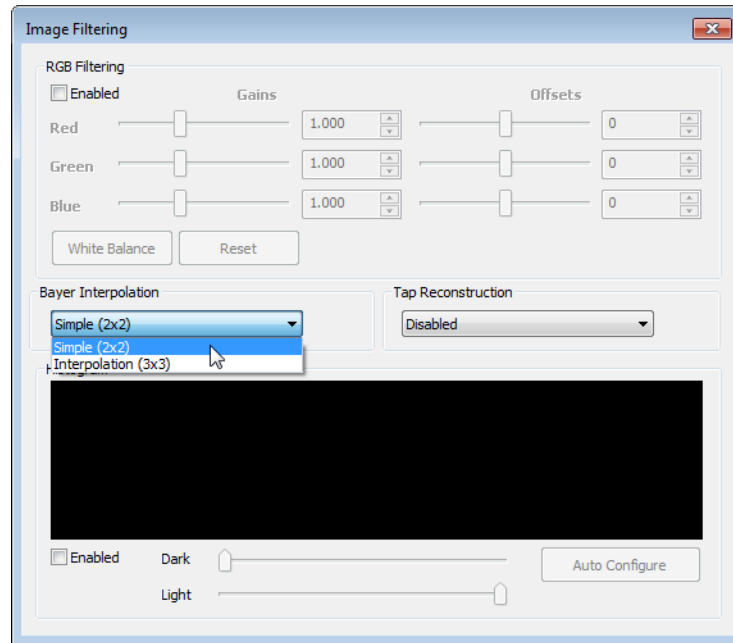 Image Filtering
RGB Filtering
Enabled Gains Offsets
Red 1.000 0
Green 1.000 0
Blue 1.000 0
White Balance Reset
Bayer Interpolation Tap Reconstruction
Simple (2x2) Disabled
Simple (2x2)
Interpolation (3x3)
Enabled Dark Auto Configure
Light